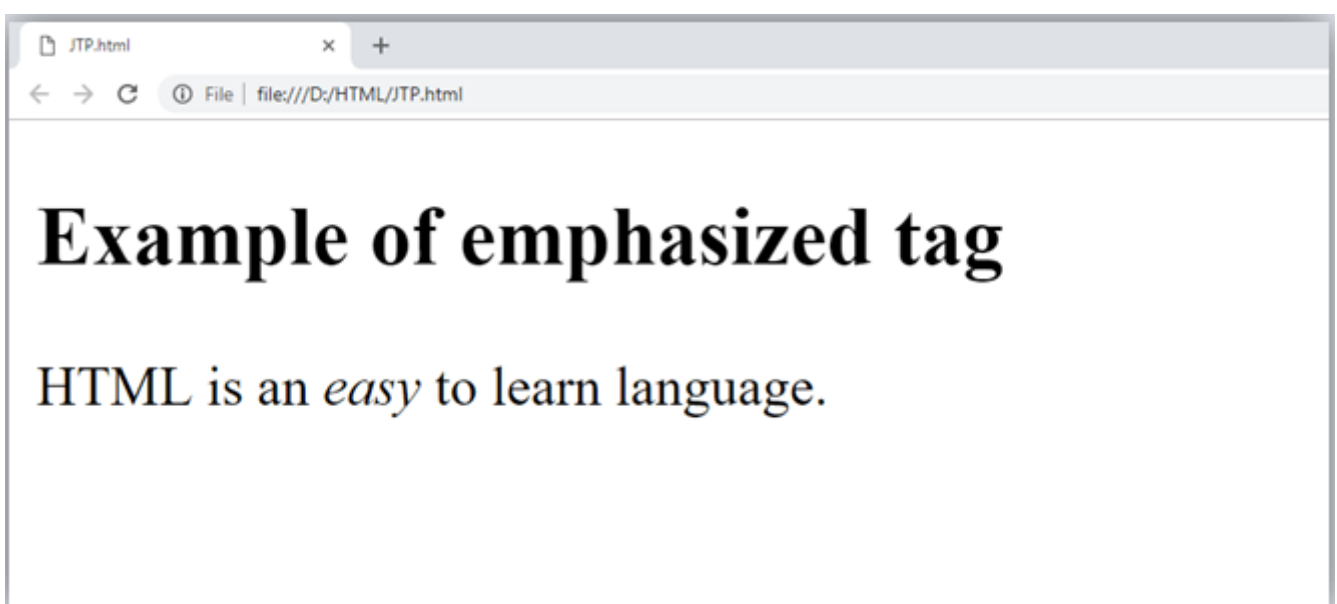 JTP.html
File | file:///D:/HTML/JTP.html
Example of emphasized tag
HTML is an easy to learn language.